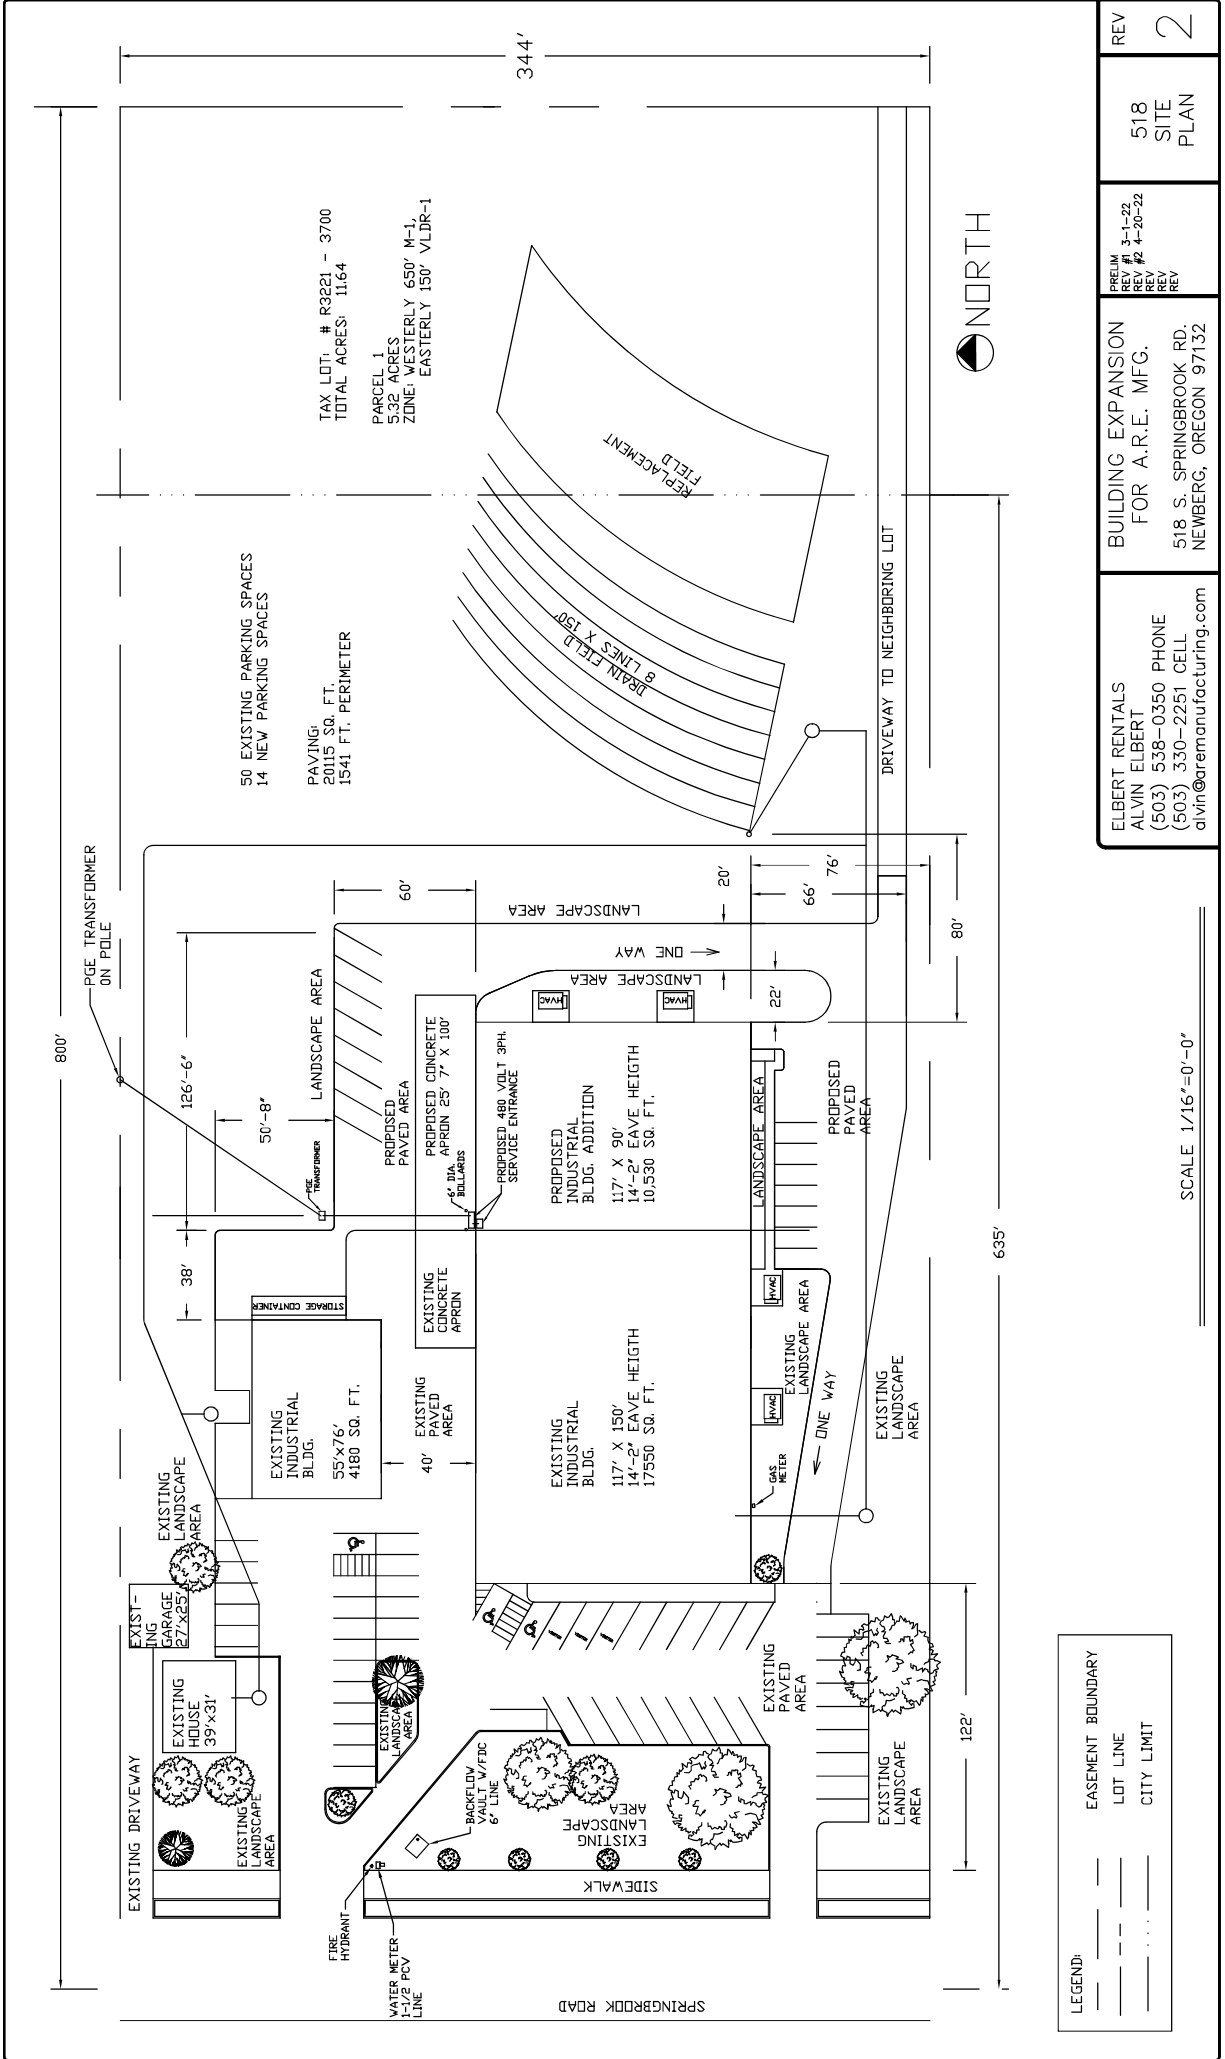 800'
344'
TAX LOT: # R3221 - 3700
TOTAL ACRES: 11.64
PARCEL 1
5.32 ACRES
ZONE: WESTERLY 650' M-1,
EASTERLY 150' VLDR-1
50 EXISTING PARKING SPACES
14 NEW PARKING SPACES
PAVING:
20115 SQ. FT.
1541 FT. PERIMETER
REPLACEMENT
FIELD
DRAIN FIELD
8 LINES X 150'
DRIVEWAY TO NEIGHBORING LOT
NORTH
PGE TRANSFORMER
ON POLE
126'-6"
50'-8"
38'
60'
LANDSCAPE AREA
LANDSCAPE AREA
ONE WAY
LANDSCAPE AREA
20'
76'
66'
80'
22'
HVAC
HVAC
PGE
TRANSFORMER
PROPOSED
PAVED AREA
PROPOSED CONCRETE
APRON 25' 7" X 100'
6" DIA.
BOLLARDS
PROPOSED 480 VOLT 3PH.
SERVICE ENTRANCE
PROPOSED
INDUSTRIAL
BLDG. ADDITION
117' X 90'
14'-2" EAVE HEIGTH
10,530 SQ. FT.
LANDSCAPE AREA
PROPOSED
PAVED
AREA
STORAGE CONTAINER
EXISTING
CONCRETE
APRON
EXISTING
INDUSTRIAL
BLDG.
55'x76'
4180 SQ. FT.
40'
EXISTING
PAVED
AREA
EXISTING
INDUSTRIAL
BLDG.
117' X 150'
14'-2" EAVE HEIGTH
17550 SQ. FT.
HVAC
HVAC
EXISTING
LANDSCAPE AREA
ONE WAY
GAS
METER
EXISTING
LANDSCAPE
AREA
635'
EXISTING
LANDSCAPE
AREA
EXIST-
ING
GARAGE
27'x25'
EXISTING
HOUSE
39'x31'
EXISTING DRIVEWAY
EXISTING
LANDSCAPE
AREA
EXISTING
LANDSCAPE
AREA
BACKFLOW
VAULT W/FDC
6" LINE
EXISTING
LANDSCAPE
AREA
EXISTING
PAVED
AREA
EXISTING
LANDSCAPE
AREA
122'
SIDEWALK
FIRE
HYDRANT
WATER METER
1-1/2 PCV
LINE
SPRINGBROOK ROAD
LEGEND:
EASEMENT BOUNDARY
LOT LINE
CITY LIMIT
SCALE 1/16"=0'-0"
ELBERT RENTALS
ALVIN ELBERT
(503) 538-0350 PHONE
(503) 330-2251 CELL
alvin@aremanufacturing.com
BUILDING EXPANSION
FOR A.R.E. MFG.
518 S. SPRINGBROOK RD.
NEWBERG, OREGON 97132
PRELIM
REV #1 3-1-22
REV #2 4-20-22
REV
REV
518
SITE
PLAN
REV
2